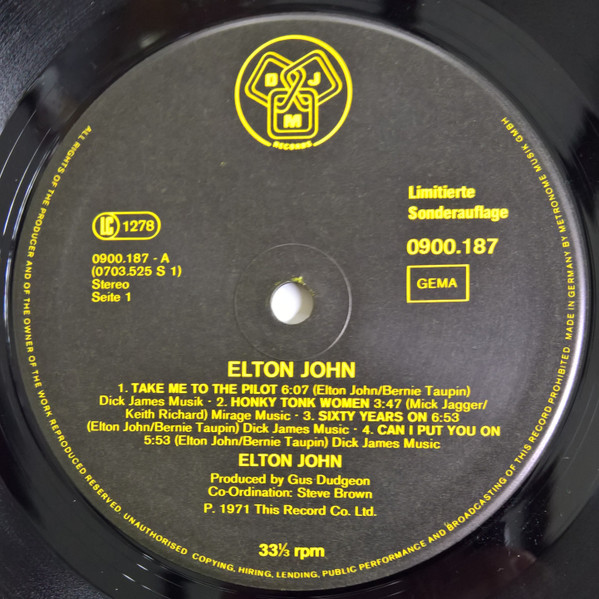 D J
M
RECORDS
Limitierte
Sonderauflage
LC 1278
0900.187
0900.187 - A
(0703.525 S 1)
Stereo
Seite 1
GEMA
ELTON JOHN
1. TAKE ME TO THE PILOT 6:07 (Elton John/Bernie Taupin)
Dick James Musik · 2. HONKY TONK WOMEN 3:47 (Mick Jagger/
Keith Richard) Mirage Music · 3. SIXTY YEARS ON 6:53
(Elton John/Bernie Taupin) Dick James Music · 4. CAN I PUT YOU ON
5:53 (Elton John/Bernie Taupin) Dick James Music
ELTON JOHN
Produced by Gus Dudgeon
Co-Ordination: Steve Brown
P. 1971 This Record Co. Ltd.
33⅓ rpm
ALL RIGHTS OF THE PRODUCER AND OF THE OWNER OF THE WORK REPRODUCED RESERVED. UNAUTHORISED COPYING, HIRING, LENDING, PUBLIC PERFORMANCE AND BROADCASTING OF THIS RECORD PROHIBITED. MADE IN GERMANY BY METRONOME MUSIK GMBH